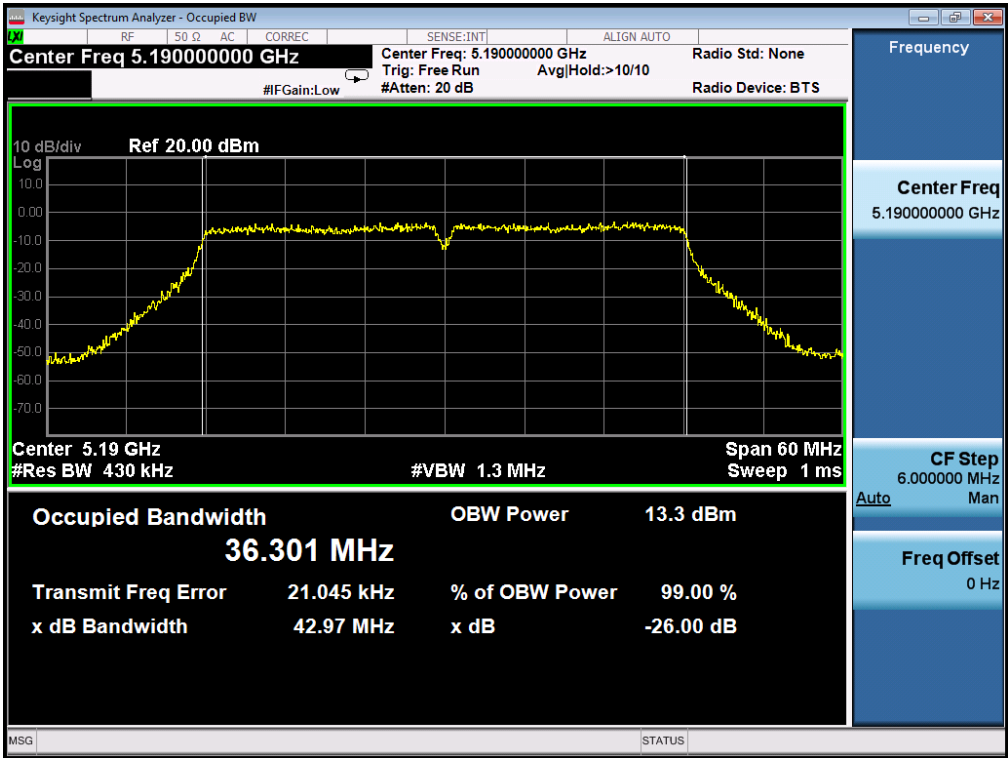 Keysight Spectrum Analyzer - Occupied BW
LXI RF 50 Ω AC CORREC SENSE:INT ALIGN AUTO
Center Freq 5.190000000 GHz
#IFGain:Low
Center Freq: 5.190000000 GHz
Trig: Free Run Avg|Hold:>10/10
#Atten: 20 dB
Radio Std: None
Radio Device: BTS
10 dB/div Ref 20.00 dBm
Log
10.0
0.00
-10.0
-20.0
-30.0
-40.0
-50.0
-60.0
-70.0
Center 5.19 GHz Span 60 MHz
#Res BW 430 kHz #VBW 1.3 MHz Sweep 1 ms
Occupied Bandwidth OBW Power 13.3 dBm
36.301 MHz
Transmit Freq Error 21.045 kHz % of OBW Power 99.00 %
x dB Bandwidth 42.97 MHz x dB -26.00 dB
Frequency
Center Freq
5.190000000 GHz
CF Step
6.000000 MHz
Auto Man
Freq Offset
0 Hz
MSG STATUS